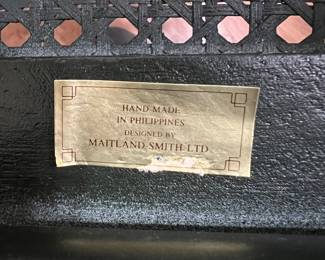 HAND MADE
IN PHILIPPINES
DESIGNED BY
MAITLAND-SMITH LTD